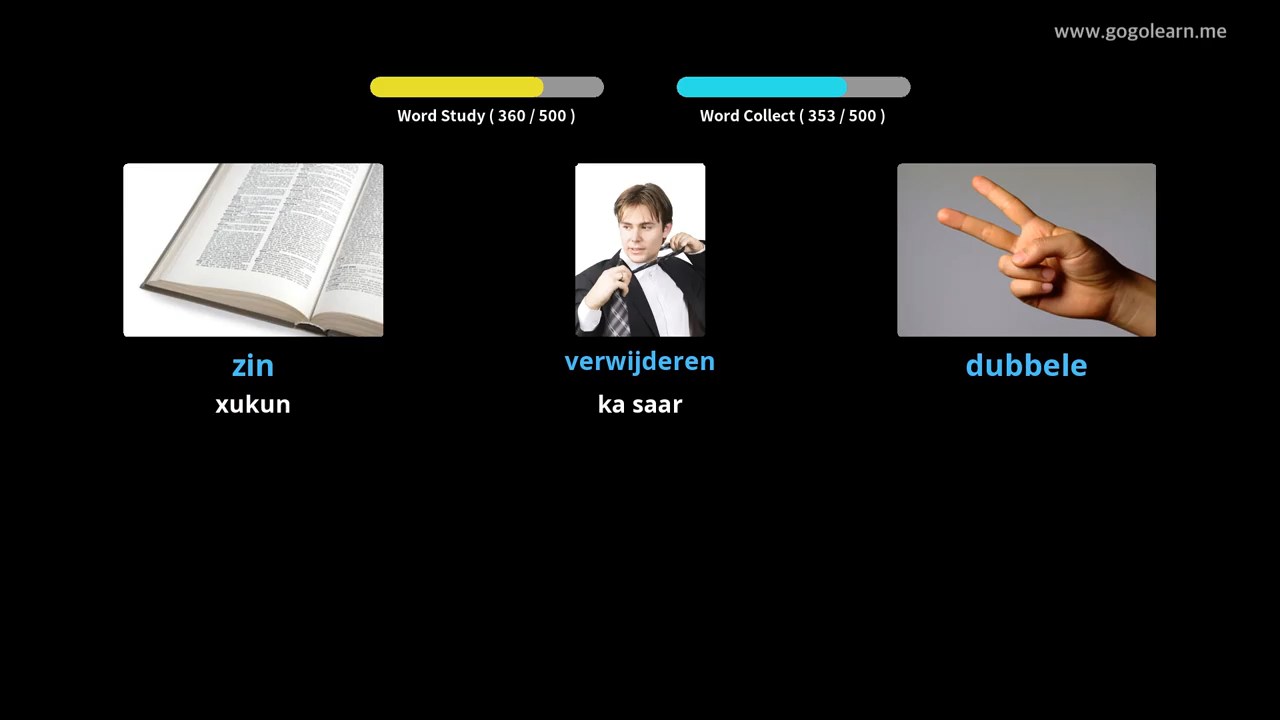 www.gogolearn.me
Word Study ( 360 / 500 )
Word Collect ( 353 / 500 )
zin
verwijderen
dubbele
xukun
ka saar